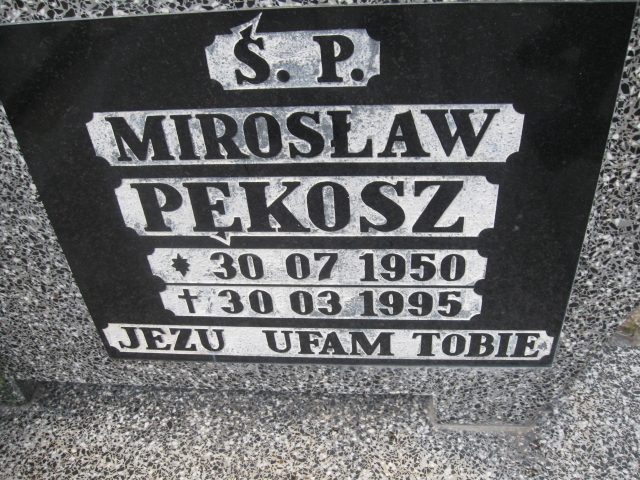 Ś. P.
MIROSŁAW
PĘKOSZ
* 30 07 1950
† 30 03 1995
JEZU UFAM TOBIE